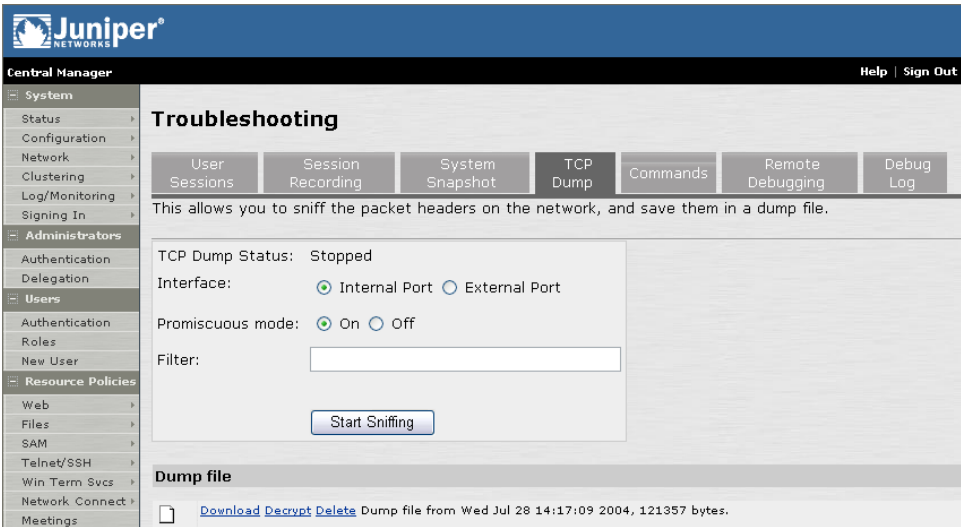 Juniper®
NETWORKS
Central Manager
Help | Sign Out
System
Status
Configuration
Network
Clustering
Log/Monitoring
Signing In
Administrators
Authentication
Delegation
Users
Authentication
Roles
New User
Resource Policies
Web
Files
SAM
Telnet/SSH
Win Term Svcs
Network Connect
Meetings
Troubleshooting
User Sessions
Session Recording
System Snapshot
TCP Dump
Commands
Remote Debugging
Debug Log
This allows you to sniff the packet headers on the network, and save them in a dump file.
TCP Dump Status: Stopped
Interface: Internal Port External Port
Promiscuous mode: On Off
Filter:
Start Sniffing
Dump file
Download Decrypt Delete Dump file from Wed Jul 28 14:17:09 2004, 121357 bytes.